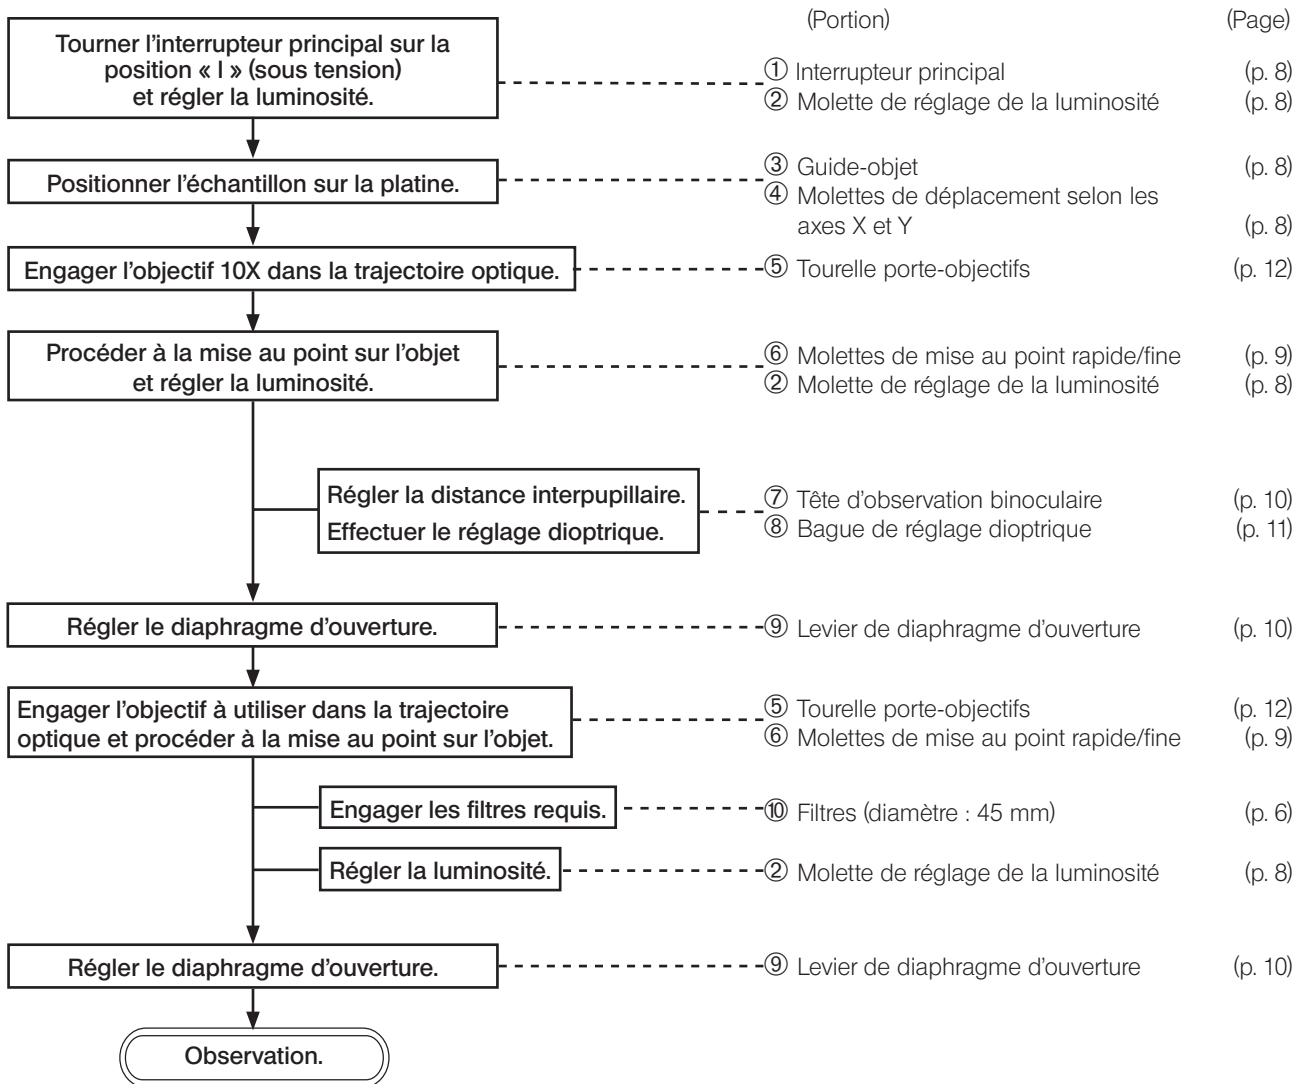 (Portion) (Page)
Tourner l’interrupteur principal sur la
position « I » (sous tension)
et régler la luminosité.
① Interrupteur principal (p. 8)
② Molette de réglage de la luminosité (p. 8)
Positionner l’échantillon sur la platine.
③ Guide-objet (p. 8)
④ Molettes de déplacement selon les
axes X et Y (p. 8)
Engager l’objectif 10X dans la trajectoire optique.
⑤ Tourelle porte-objectifs (p. 12)
Procéder à la mise au point sur l’objet
et régler la luminosité.
⑥ Molettes de mise au point rapide/fine (p. 9)
② Molette de réglage de la luminosité (p. 8)
Régler la distance interpupillaire.
Effectuer le réglage dioptrique.
⑦ Tête d’observation binoculaire (p. 10)
⑧ Bague de réglage dioptrique (p. 11)
Régler le diaphragme d’ouverture.
⑨ Levier de diaphragme d’ouverture (p. 10)
Engager l’objectif à utiliser dans la trajectoire
optique et procéder à la mise au point sur l’objet.
⑤ Tourelle porte-objectifs (p. 12)
⑥ Molettes de mise au point rapide/fine (p. 9)
Engager les filtres requis.
⑩ Filtres (diamètre : 45 mm) (p. 6)
Régler la luminosité.
② Molette de réglage de la luminosité (p. 8)
Régler le diaphragme d’ouverture.
⑨ Levier de diaphragme d’ouverture (p. 10)
Observation.